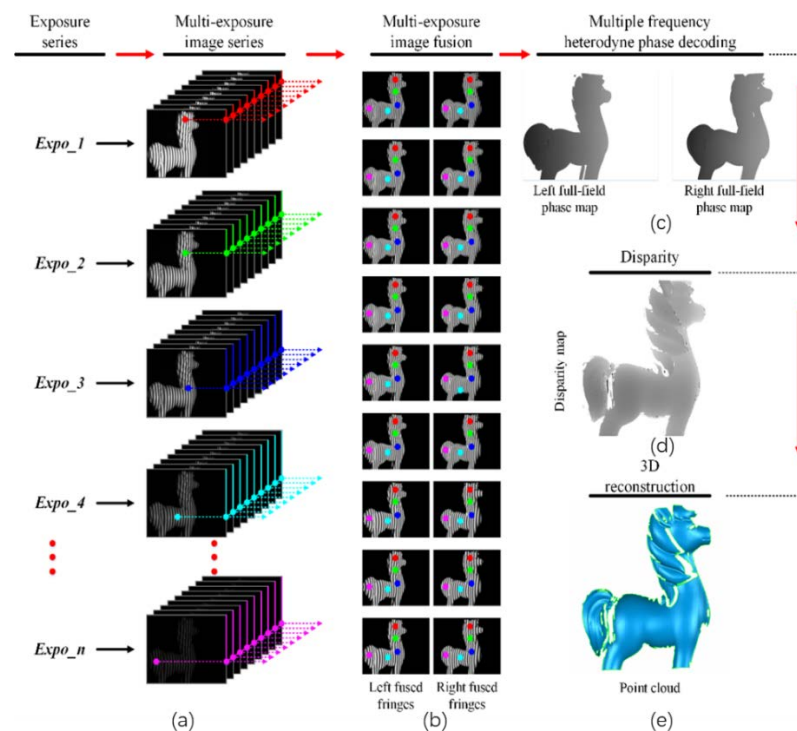 Exposure
series
Multi-exposure
image series
Multi-exposure
image fusion
Multiple frequency
heterodyne phase decoding
Expo_1
Expo_2
Expo_3
Expo_4
Expo_n
(a)
Left fused
fringes
Right fused
fringes
(b)
Left full-field
phase map
Right full-field
phase map
(c)
Disparity
Disparity map
(d)
3D
reconstruction
Point cloud
(e)